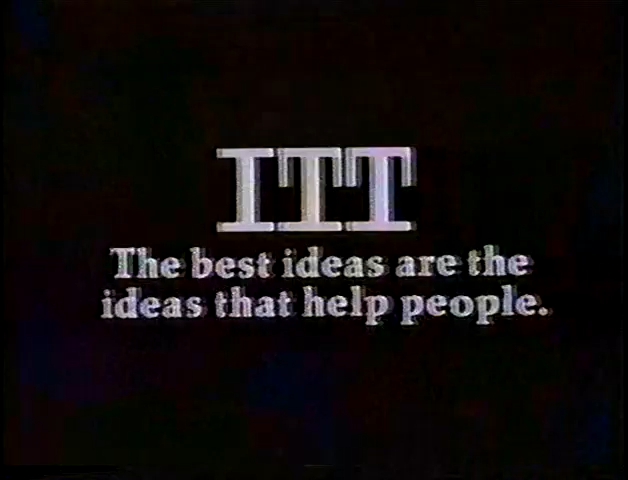 ITT
The best ideas are the
ideas that help people.